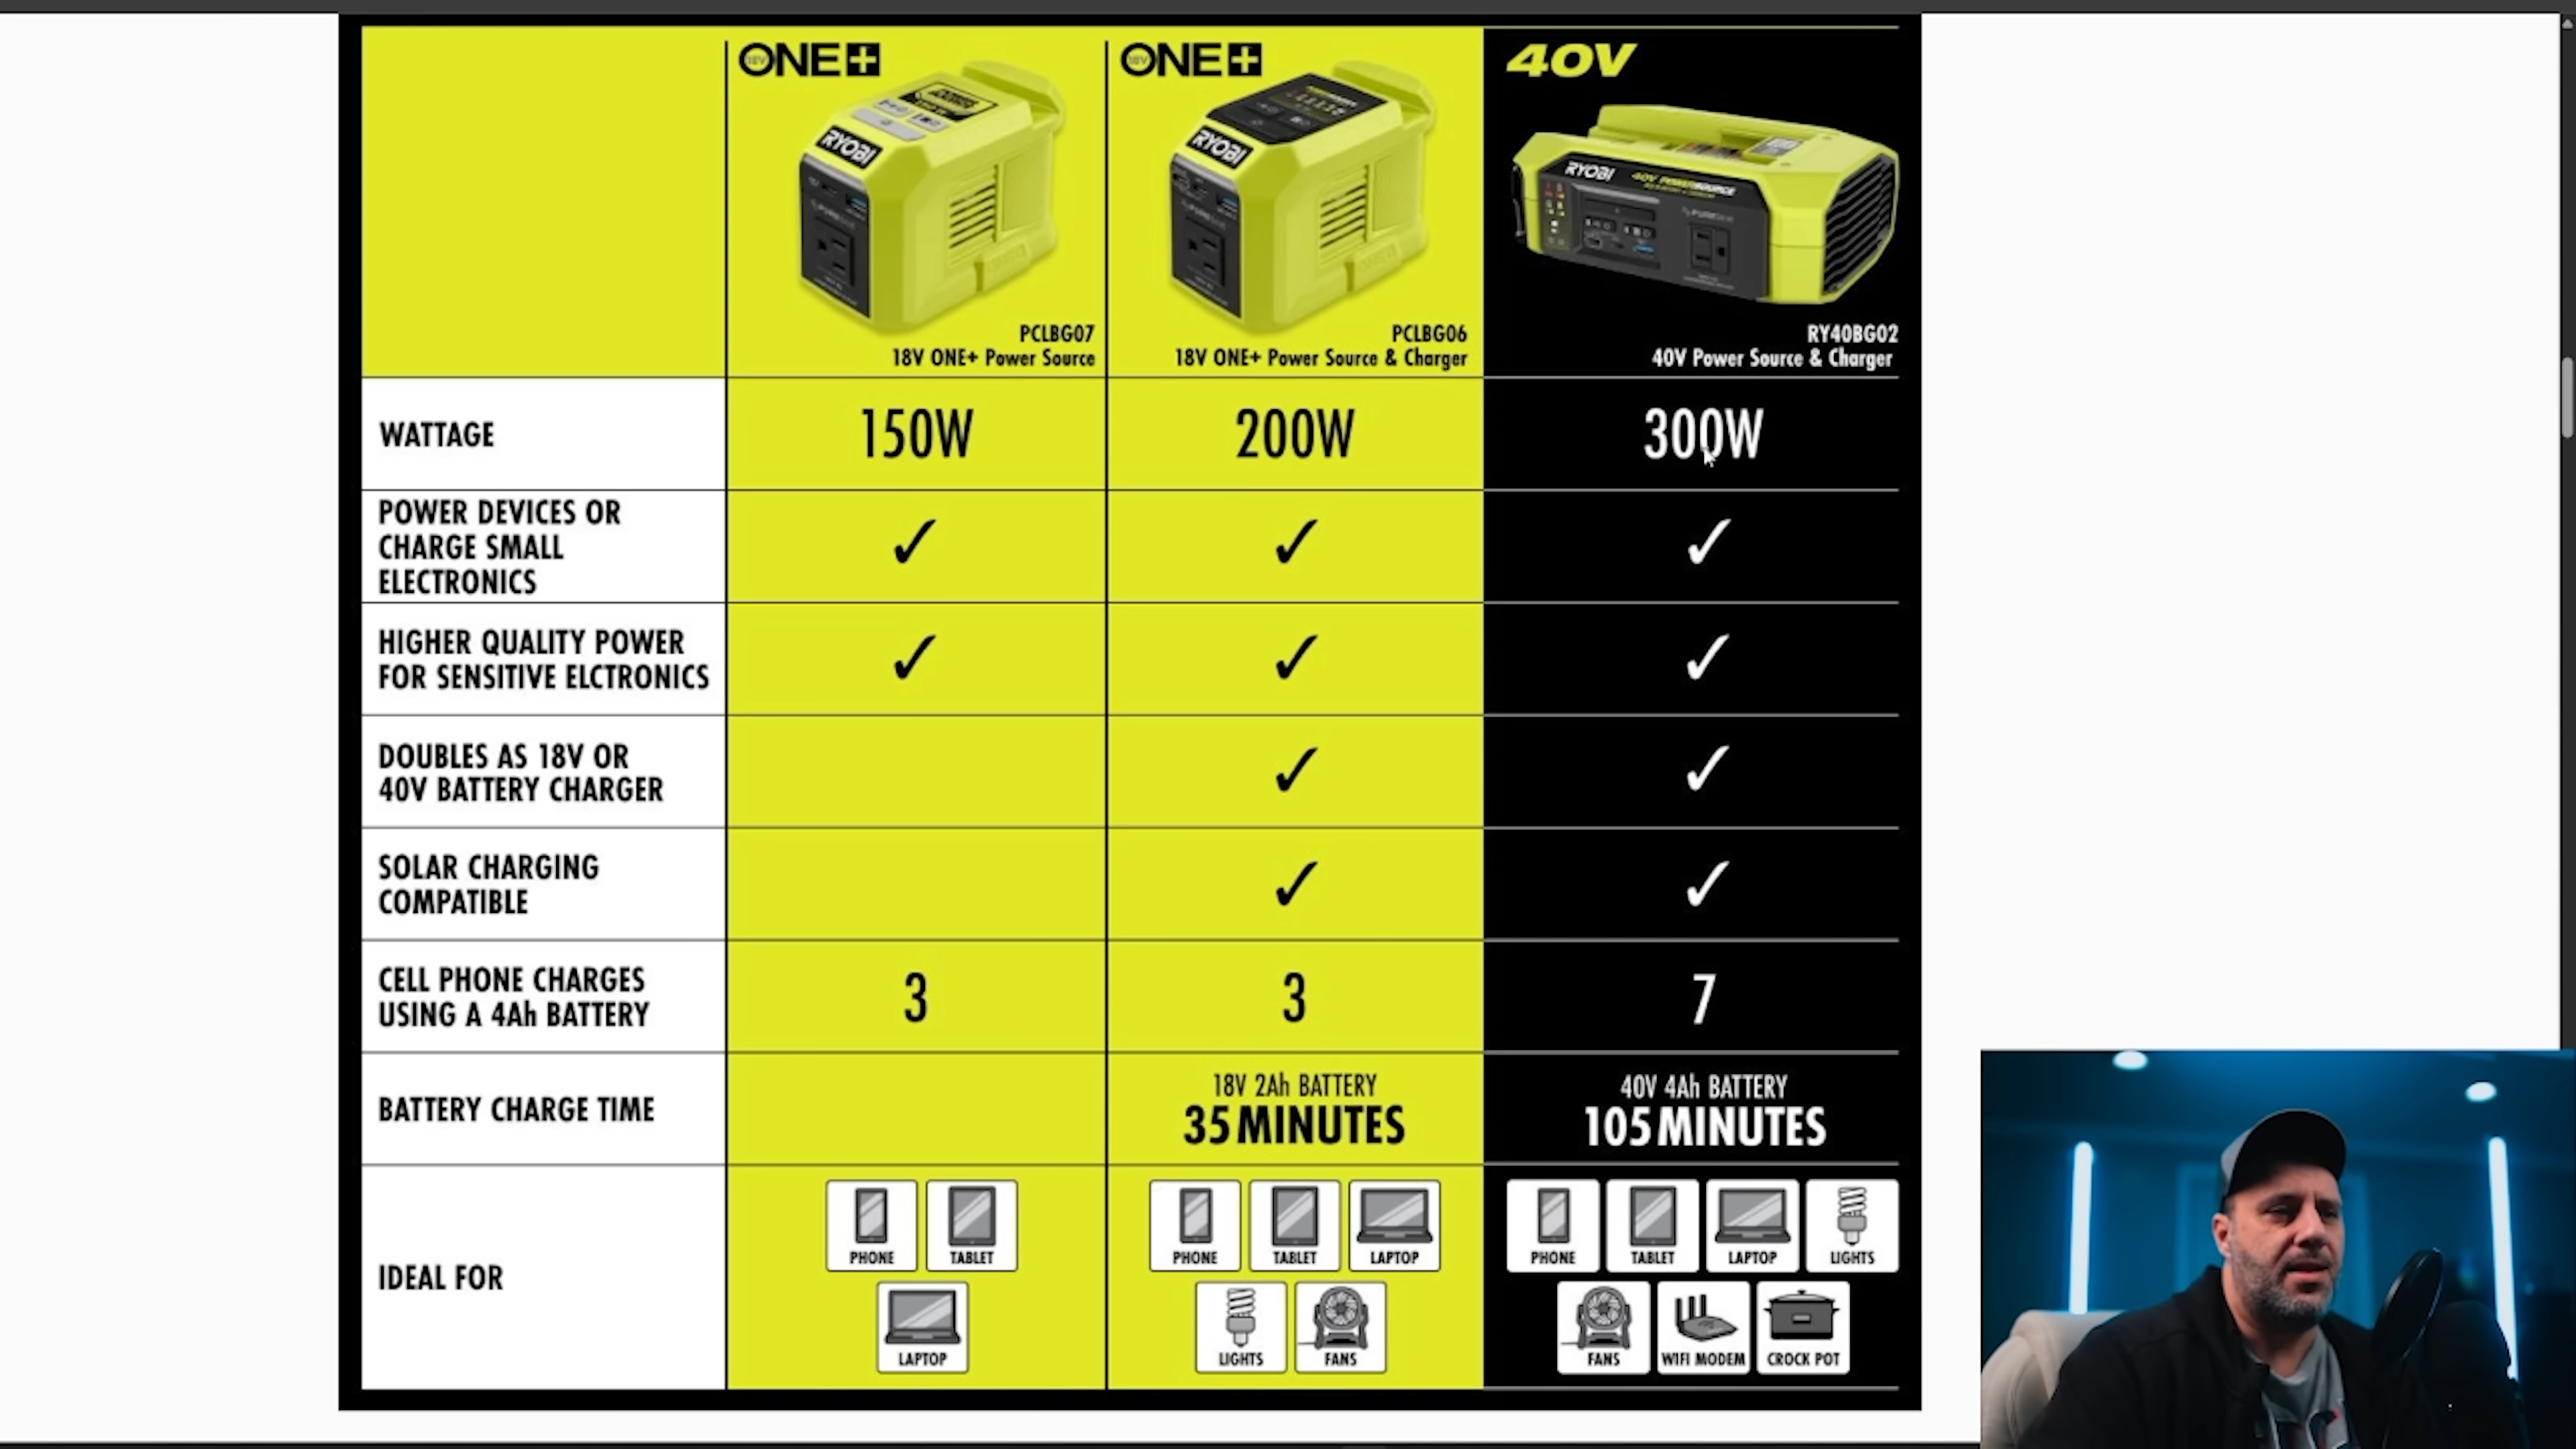 18V ONE+
RYOBI
PCLBG07
18V ONE+ Power Source
18V ONE+
RYOBI
PCLBG06
18V ONE+ Power Source & Charger
40V
RYOBI
40V POWERSOURCE
RY40BG02
40V Power Source & Charger
WATTAGE
150W
200W
300W
POWER DEVICES OR
CHARGE SMALL
ELECTRONICS
✓
✓
✓
HIGHER QUALITY POWER
FOR SENSITIVE ELCTRONICS
✓
✓
✓
DOUBLES AS 18V OR
40V BATTERY CHARGER
✓
✓
SOLAR CHARGING
COMPATIBLE
✓
✓
CELL PHONE CHARGES
USING A 4Ah BATTERY
3
3
7
BATTERY CHARGE TIME
18V 2Ah BATTERY
35 MINUTES
40V 4Ah BATTERY
105 MINUTES
IDEAL FOR
PHONE
TABLET
LAPTOP
PHONE
TABLET
LAPTOP
LIGHTS
FANS
PHONE
TABLET
LAPTOP
LIGHTS
FANS
WIFI MODEM
CROCK POT